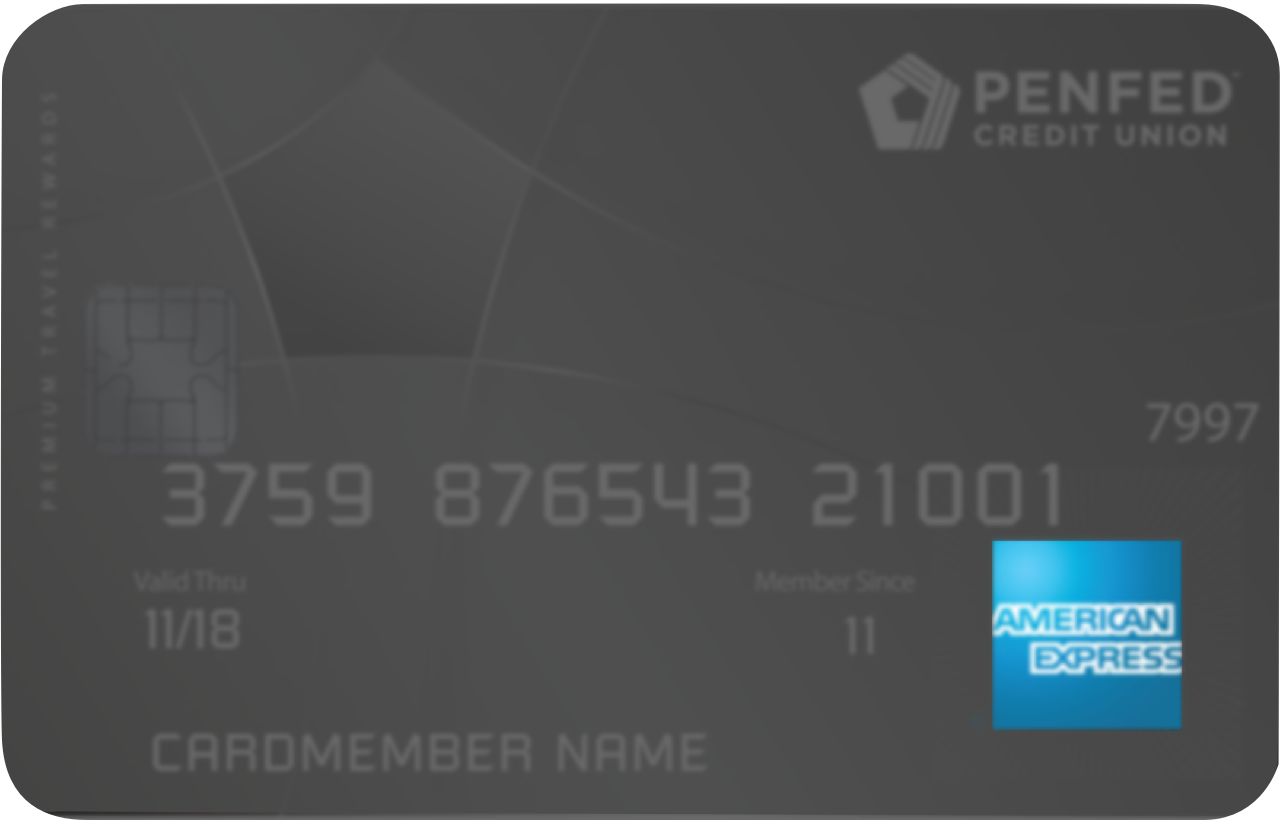 PENFED™
CREDIT UNION
PREMIUM TRAVEL REWARDS
7997
3759 876543 21001
Valid Thru
Member Since
11/18
11
AMERICAN
EXPRESS
CARDMEMBER NAME